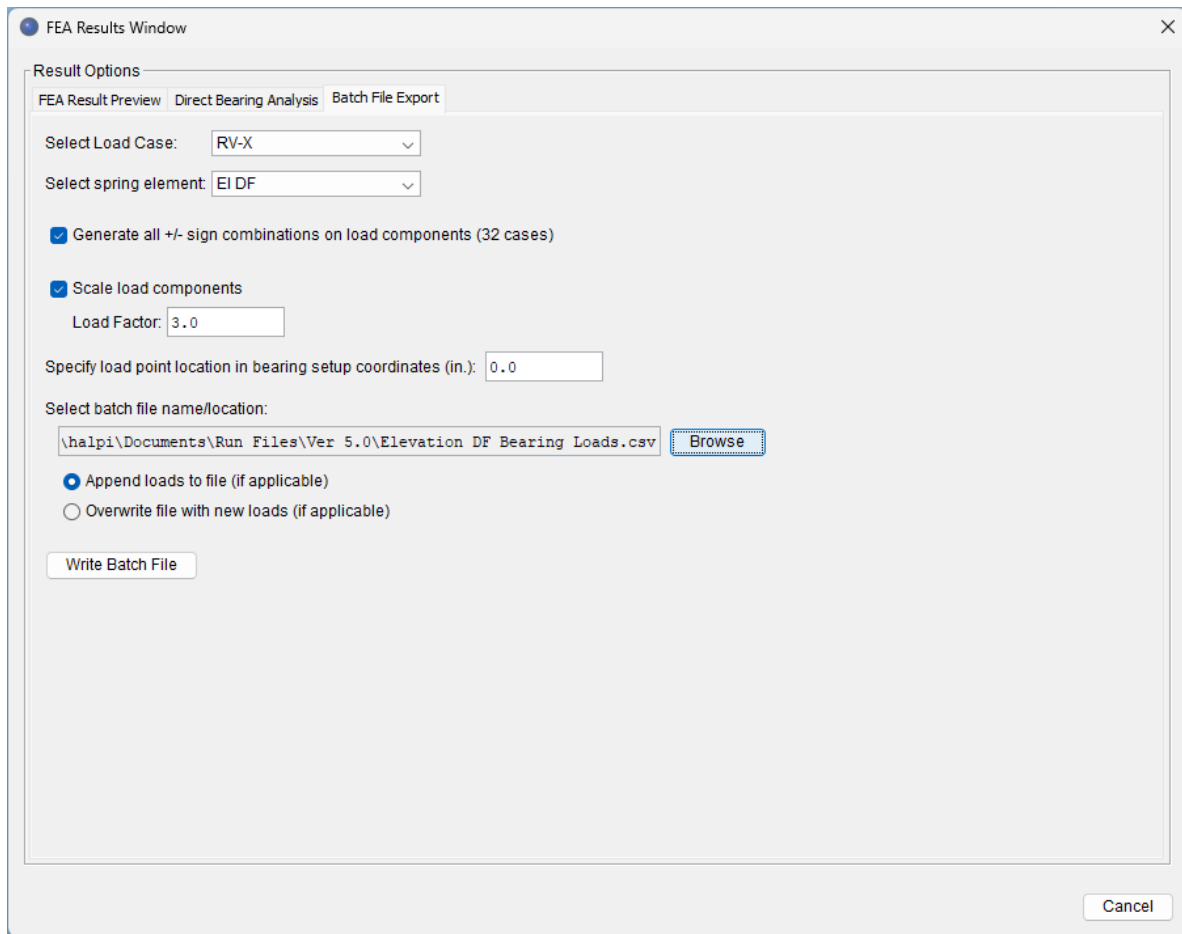 FEA Results Window
Result Options
FEA Result Preview Direct Bearing Analysis Batch File Export
Select Load Case: RV-X
Select spring element: El DF
Generate all +/- sign combinations on load components (32 cases)
Scale load components
Load Factor: 3.0
Specify load point location in bearing setup coordinates (in.): 0.0
Select batch file name/location:
\halpi\Documents\Run Files\Ver 5.0\Elevation DF Bearing Loads.csv Browse
Append loads to file (if applicable)
Overwrite file with new loads (if applicable)
Write Batch File
Cancel